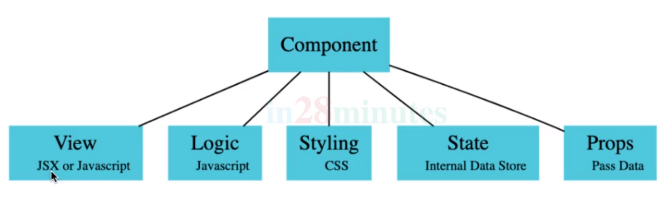 Component
in28minutes
View
JSX or Javascript
Logic
Javascript
Styling
CSS
State
Internal Data Store
Props
Pass Data